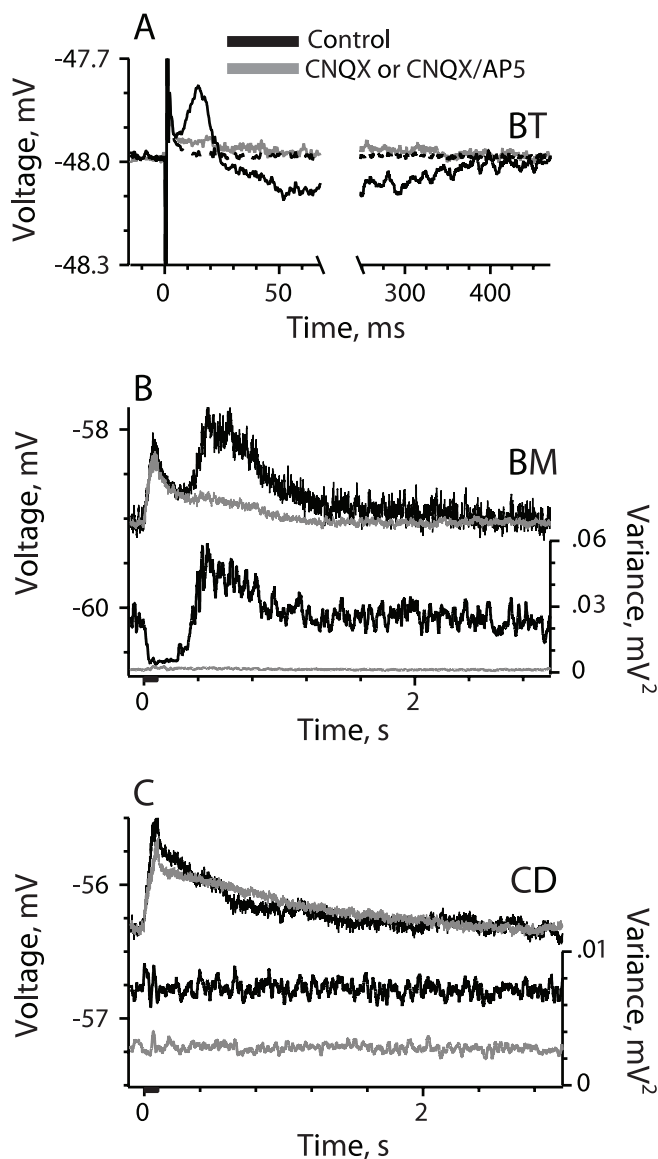 A
Control
CNQX or CNQX/AP5
BT
-47.7
-48.0
-48.3
Voltage, mV
0 50 300 400
Time, ms
B
BM
-58
-60
Voltage, mV
.06
.03
0
Variance, mV2
0 2
Time, s
C
CD
-56
-57
Voltage, mV
.01
0
Variance, mV2
0 2
Time, s